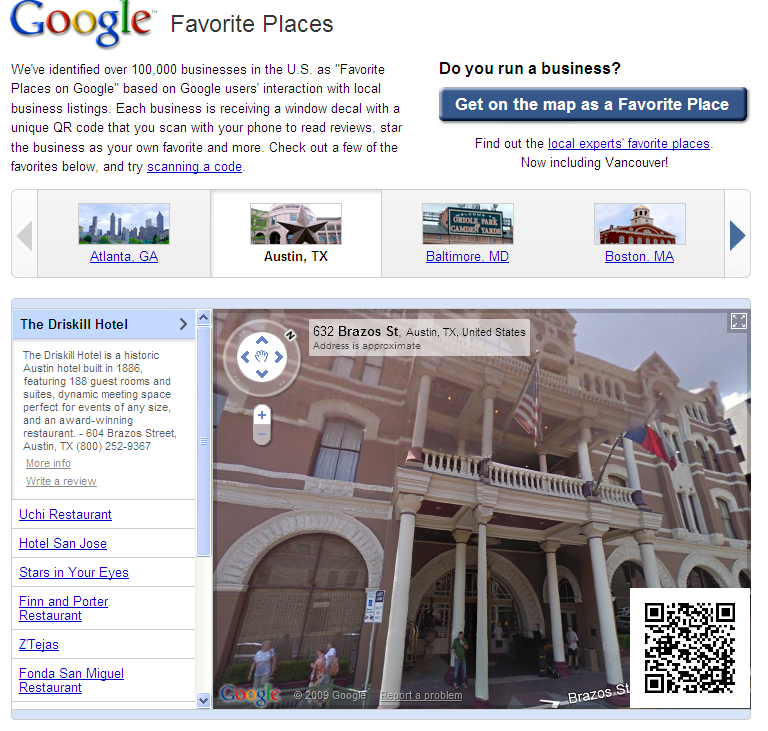 Google™ Favorite Places
We've identified over 100,000 businesses in the U.S. as "Favorite
Places on Google" based on Google users' interaction with local
business listings. Each business is receiving a window decal with a
unique QR code that you scan with your phone to read reviews, star
the business as your own favorite and more. Check out a few of the
favorites below, and try scanning a code.
Do you run a business?
Get on the map as a Favorite Place
Find out the local experts' favorite places.
Now including Vancouver!
WELCOME TO
ORIOLE PARK
CAMDEN YARDS
Atlanta, GA
Austin, TX
Baltimore, MD
Boston, MA
The Driskill Hotel
The Driskill Hotel is a historic
Austin hotel built in 1886,
featuring 188 guest rooms and
suites, dynamic meeting space
perfect for events of any size,
and an award-winning
restaurant. - 604 Brazos Street,
Austin, TX (800) 252-9367
More info
Write a review
Uchi Restaurant
Hotel San Jose
Stars in Your Eyes
Finn and Porter
Restaurant
Z'Tejas
Fonda San Miguel
Restaurant
N
632 Brazos St, Austin, TX, United States
Address is approximate
Google © 2009 Google Report a problem
Brazos St